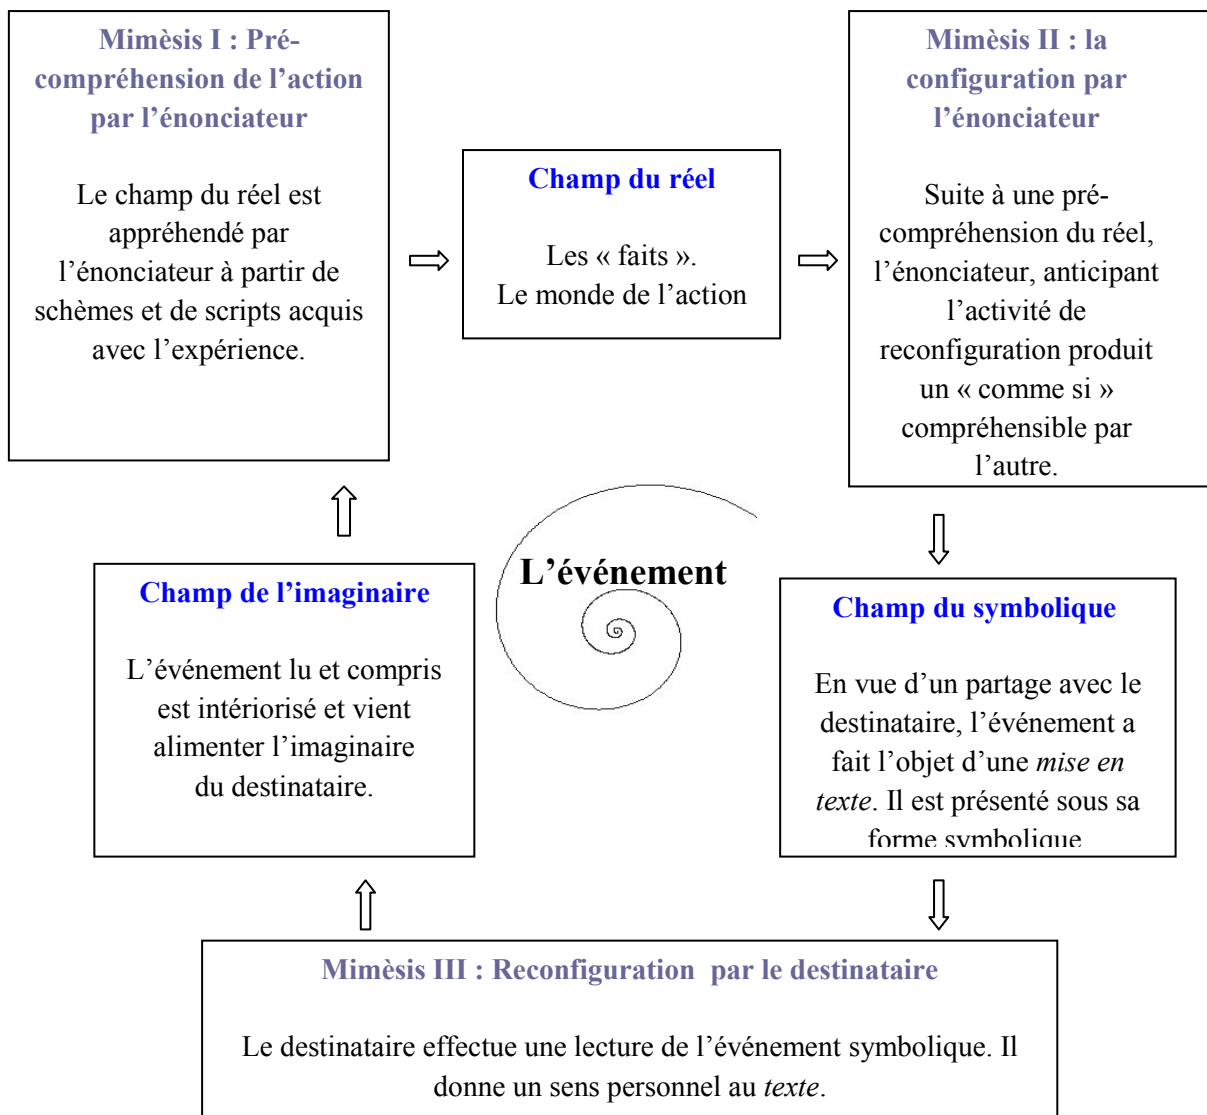 Mimèsis I : Pré-
compréhension de l’action
par l’énonciateur
Le champ du réel est
appréhendé par
l’énonciateur à partir de
schèmes et de scripts acquis
avec l’expérience.
Champ du réel
Les « faits ».
Le monde de l’action
Mimèsis II : la
configuration par
l’énonciateur
Suite à une pré-
compréhension du réel,
l’énonciateur, anticipant
l’activité de
reconfiguration produit
un « comme si »
compréhensible par
l’autre.
L’événement
Champ du symbolique
En vue d’un partage avec le
destinataire, l’événement a
fait l’objet d’une mise en
texte. Il est présenté sous sa
forme symbolique
Mimèsis III : Reconfiguration par le destinataire
Le destinataire effectue une lecture de l’événement symbolique. Il
donne un sens personnel au texte.
Champ de l’imaginaire
L’événement lu et compris
est intériorisé et vient
alimenter l’imaginaire
du destinataire.